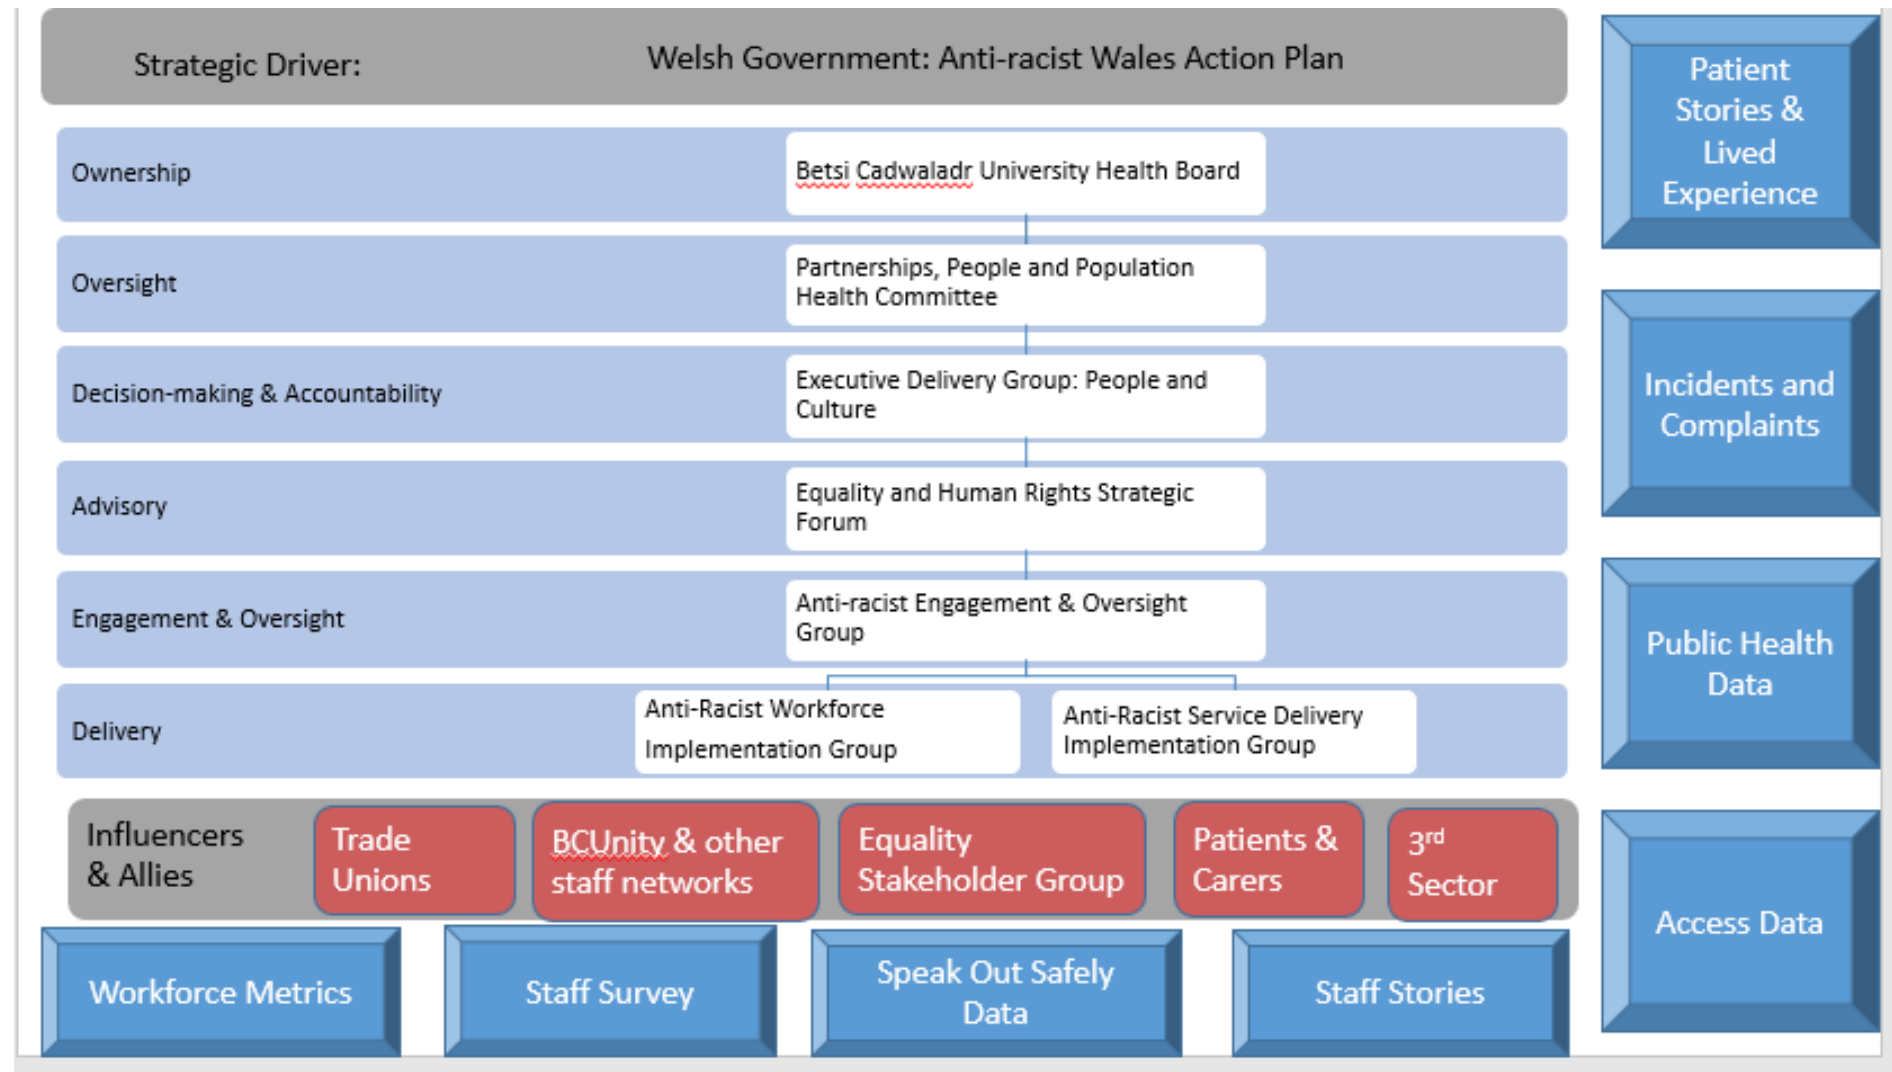 Strategic Driver:
Welsh Government: Anti-racist Wales Action Plan
Ownership
Betsi Cadwaladr University Health Board
Oversight
Partnerships, People and Population
Health Committee
Decision-making & Accountability
Executive Delivery Group: People and
Culture
Advisory
Equality and Human Rights Strategic
Forum
Engagement & Oversight
Anti-racist Engagement & Oversight
Group
Delivery
Anti-Racist Workforce
Implementation Group
Anti-Racist Service Delivery
Implementation Group
Influencers
& Allies
Trade
Unions
BCUnity & other
staff networks
Equality
Stakeholder Group
Patients &
Carers
3rd
Sector
Workforce Metrics
Staff Survey
Speak Out Safely
Data
Staff Stories
Patient
Stories &
Lived
Experience
Incidents and
Complaints
Public Health
Data
Access Data